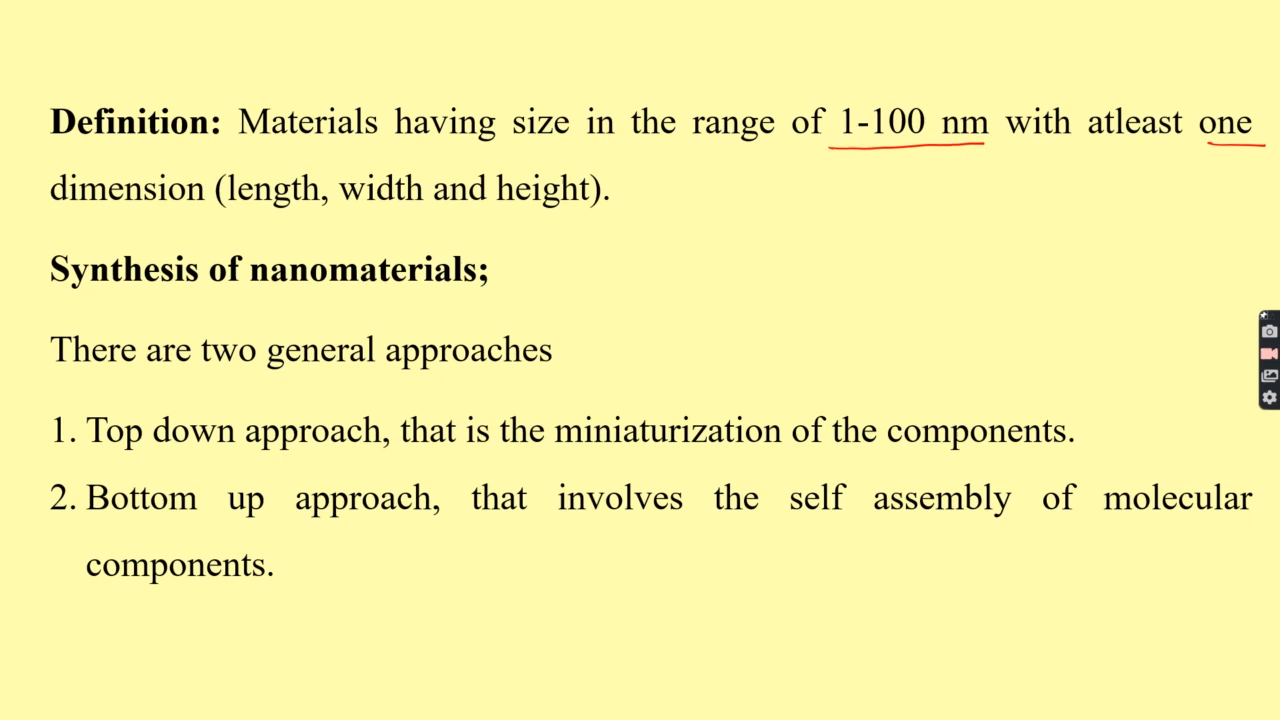 Definition: Materials having size in the range of 1-100 nm with atleast one
dimension (length, width and height).
Synthesis of nanomaterials;
There are two general approaches
1. Top down approach, that is the miniaturization of the components.
2. Bottom up approach, that involves the self assembly of molecular
components.